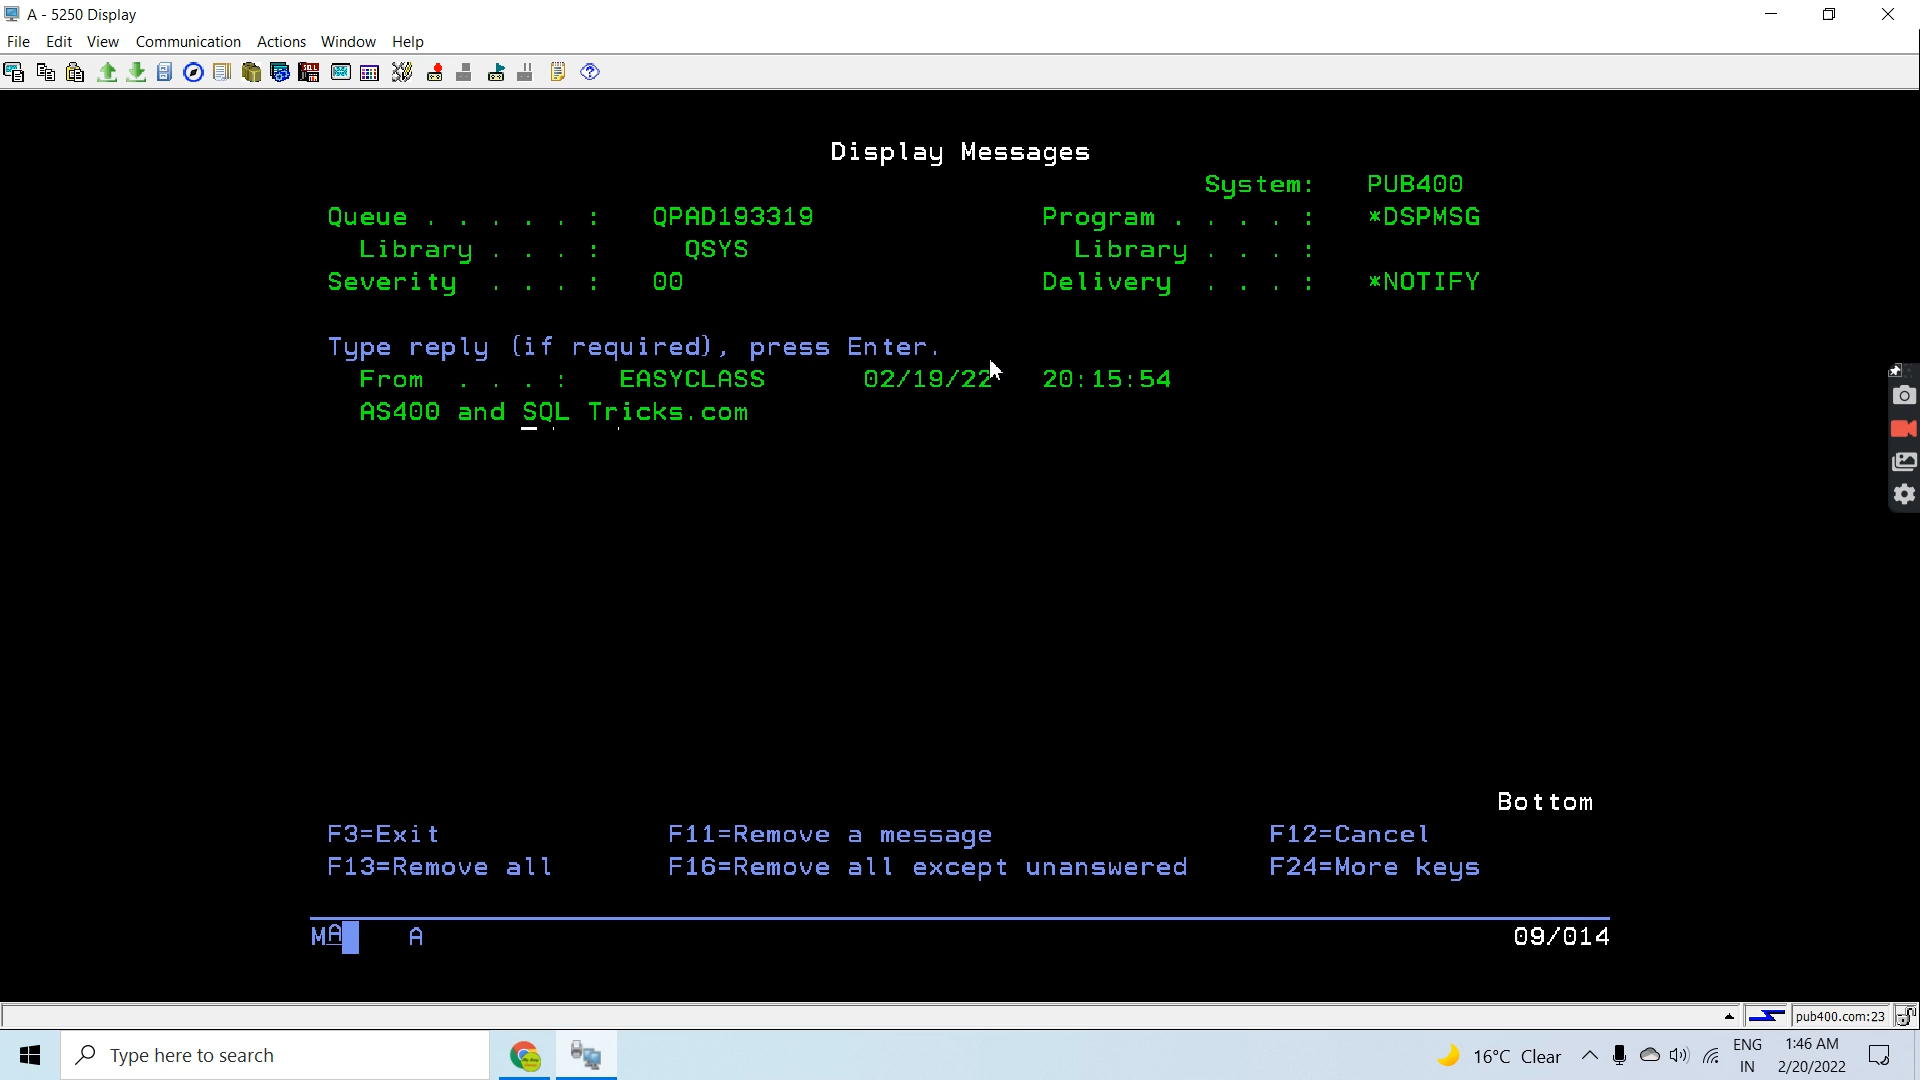 A - 5250 Display
File Edit View Communication Actions Window Help
Display Messages
System: PUB400
Queue . . . . . : QPAD193319 Program . . . . : *DSPMSG
Library . . . : QSYS Library . . . :
Severity . . . : 00 Delivery . . . : *NOTIFY
Type reply (if required), press Enter.
From . . . : EASYCLASS 02/19/22 20:15:54
AS400 and SQL Tricks.com
Bottom
F3=Exit F11=Remove a message F12=Cancel
F13=Remove all F16=Remove all except unanswered F24=More keys
MA A 09/014
pub400.com:23
Type here to search
16°C Clear
ENG
IN
1:46 AM
2/20/2022